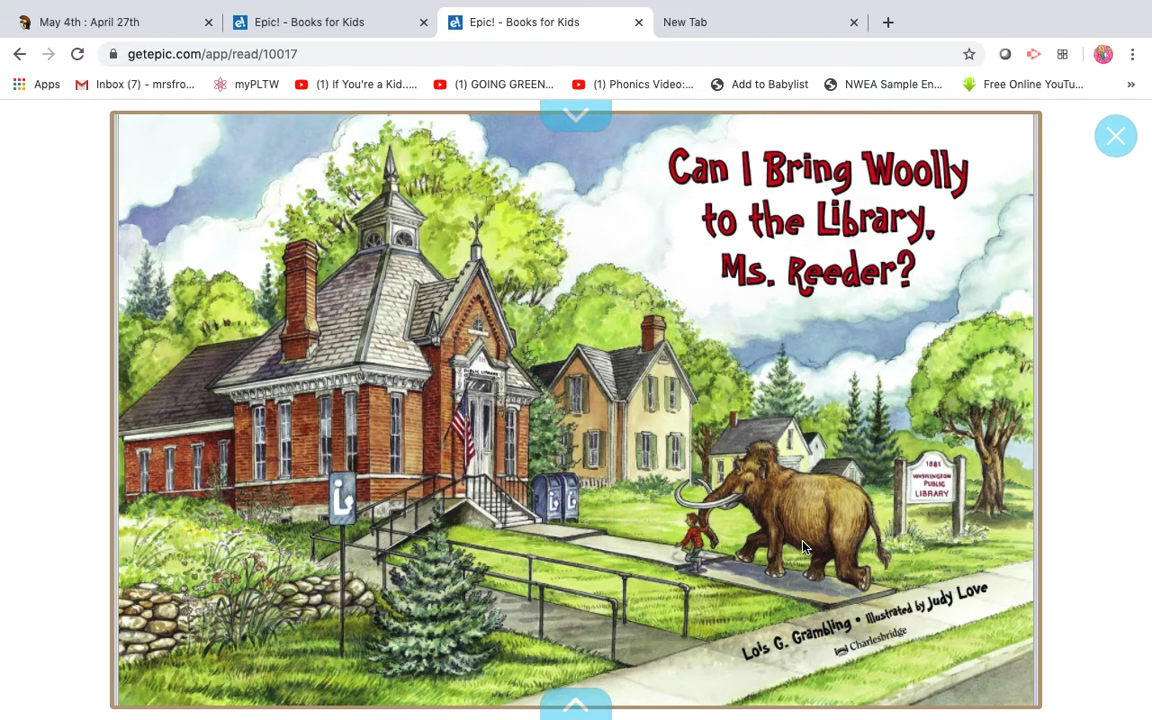 May 4th : April 27th
Epic! - Books for Kids
Epic! - Books for Kids
New Tab
getepic.com/app/read/10017
Apps
Inbox (7) - mrsfro...
myPLTW
(1) If You're a Kid....
(1) GOING GREEN...
(1) Phonics Video:...
Add to Babylist
NWEA Sample En...
Free Online YouTu...
»
Can I Bring Woolly
to the Library,
Ms. Reeder?
PUBLIC LIBRARY
1882
WASHINGTON
PUBLIC
LIBRARY
Lois G. Grambling • Illustrated by Judy Love
Charlesbridge